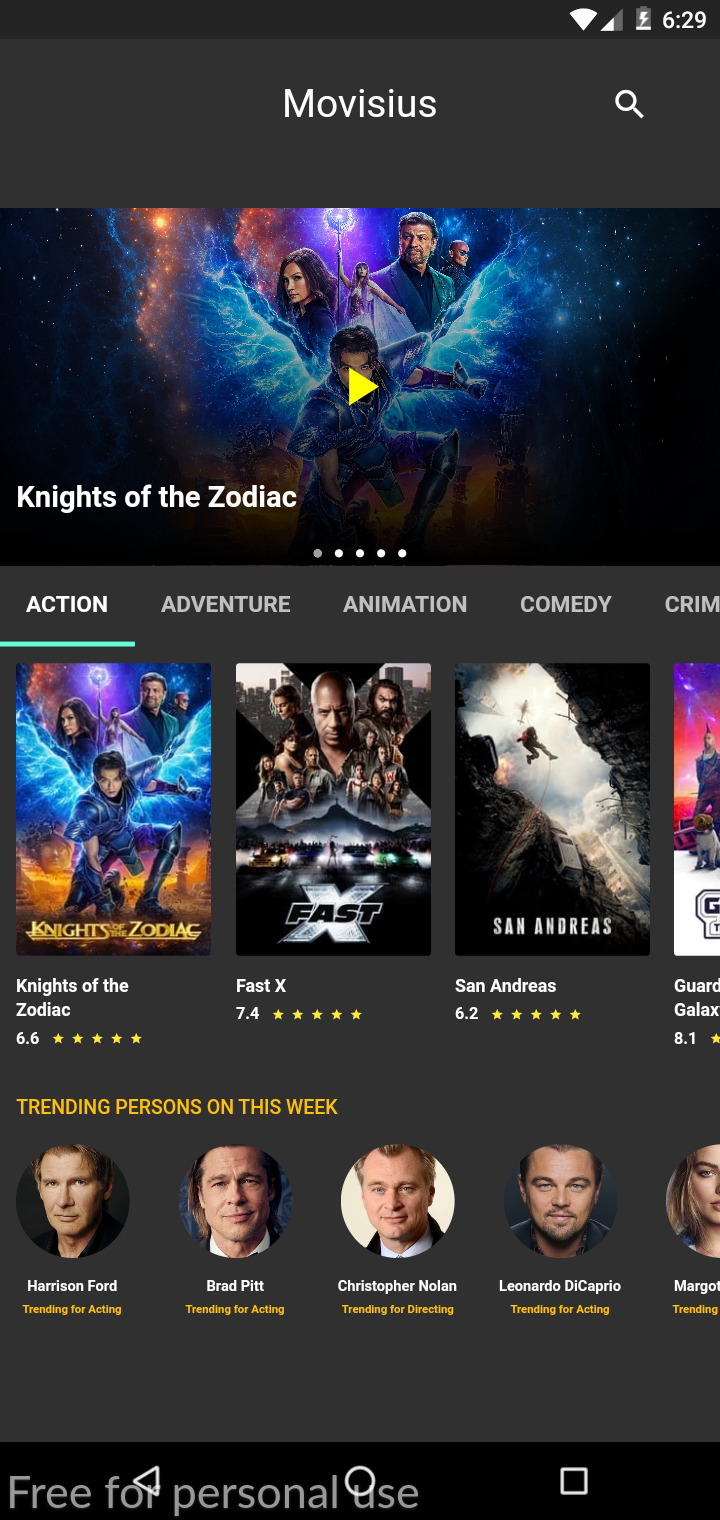 6:29
Movisius
Knights of the Zodiac
ACTION ADVENTURE ANIMATION COMEDY CRIM
KNIGHTS OF THE ZODIAC
FAST X
SAN ANDREAS
G
T
Knights of the Zodiac
6.6
Fast X
7.4
San Andreas
6.2
Guard
Galax
8.1
TRENDING PERSONS ON THIS WEEK
Harrison Ford
Trending for Acting
Brad Pitt
Trending for Acting
Christopher Nolan
Trending for Directing
Leonardo DiCaprio
Trending for Acting
Margot
Trending
Free for personal use